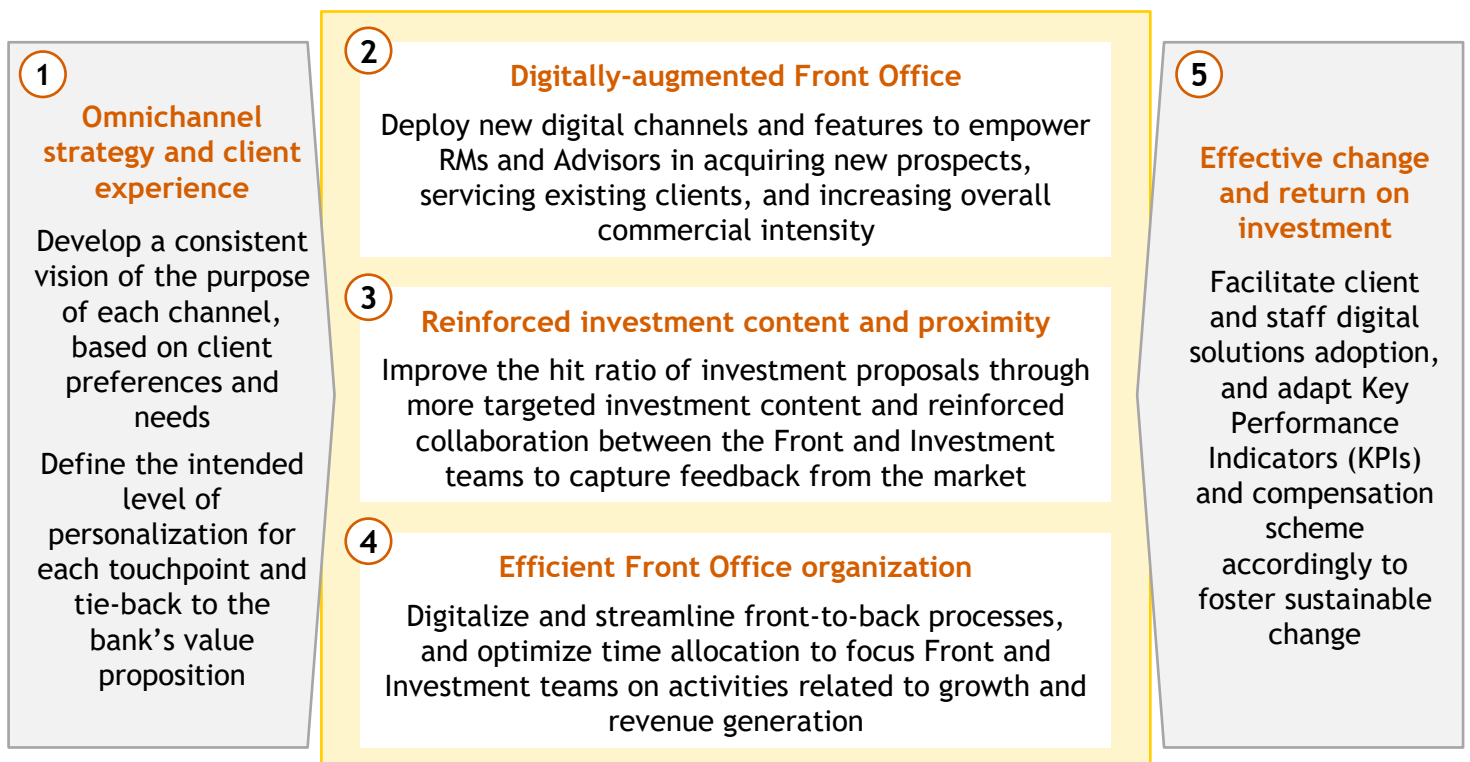 1
Omnichannel
strategy and client
experience
Develop a consistent
vision of the purpose
of each channel,
based on client
preferences and
needs
Define the intended
level of
personalization for
each touchpoint and
tie-back to the
bank’s value
proposition
2
Digitally-augmented Front Office
Deploy new digital channels and features to empower
RMs and Advisors in acquiring new prospects,
servicing existing clients, and increasing overall
commercial intensity
3
Reinforced investment content and proximity
Improve the hit ratio of investment proposals through
more targeted investment content and reinforced
collaboration between the Front and Investment
teams to capture feedback from the market
4
Efficient Front Office organization
Digitalize and streamline front-to-back processes,
and optimize time allocation to focus Front and
Investment teams on activities related to growth and
revenue generation
5
Effective change
and return on
investment
Facilitate client
and staff digital
solutions adoption,
and adapt Key
Performance
Indicators (KPIs)
and compensation
scheme
accordingly to
foster sustainable
change